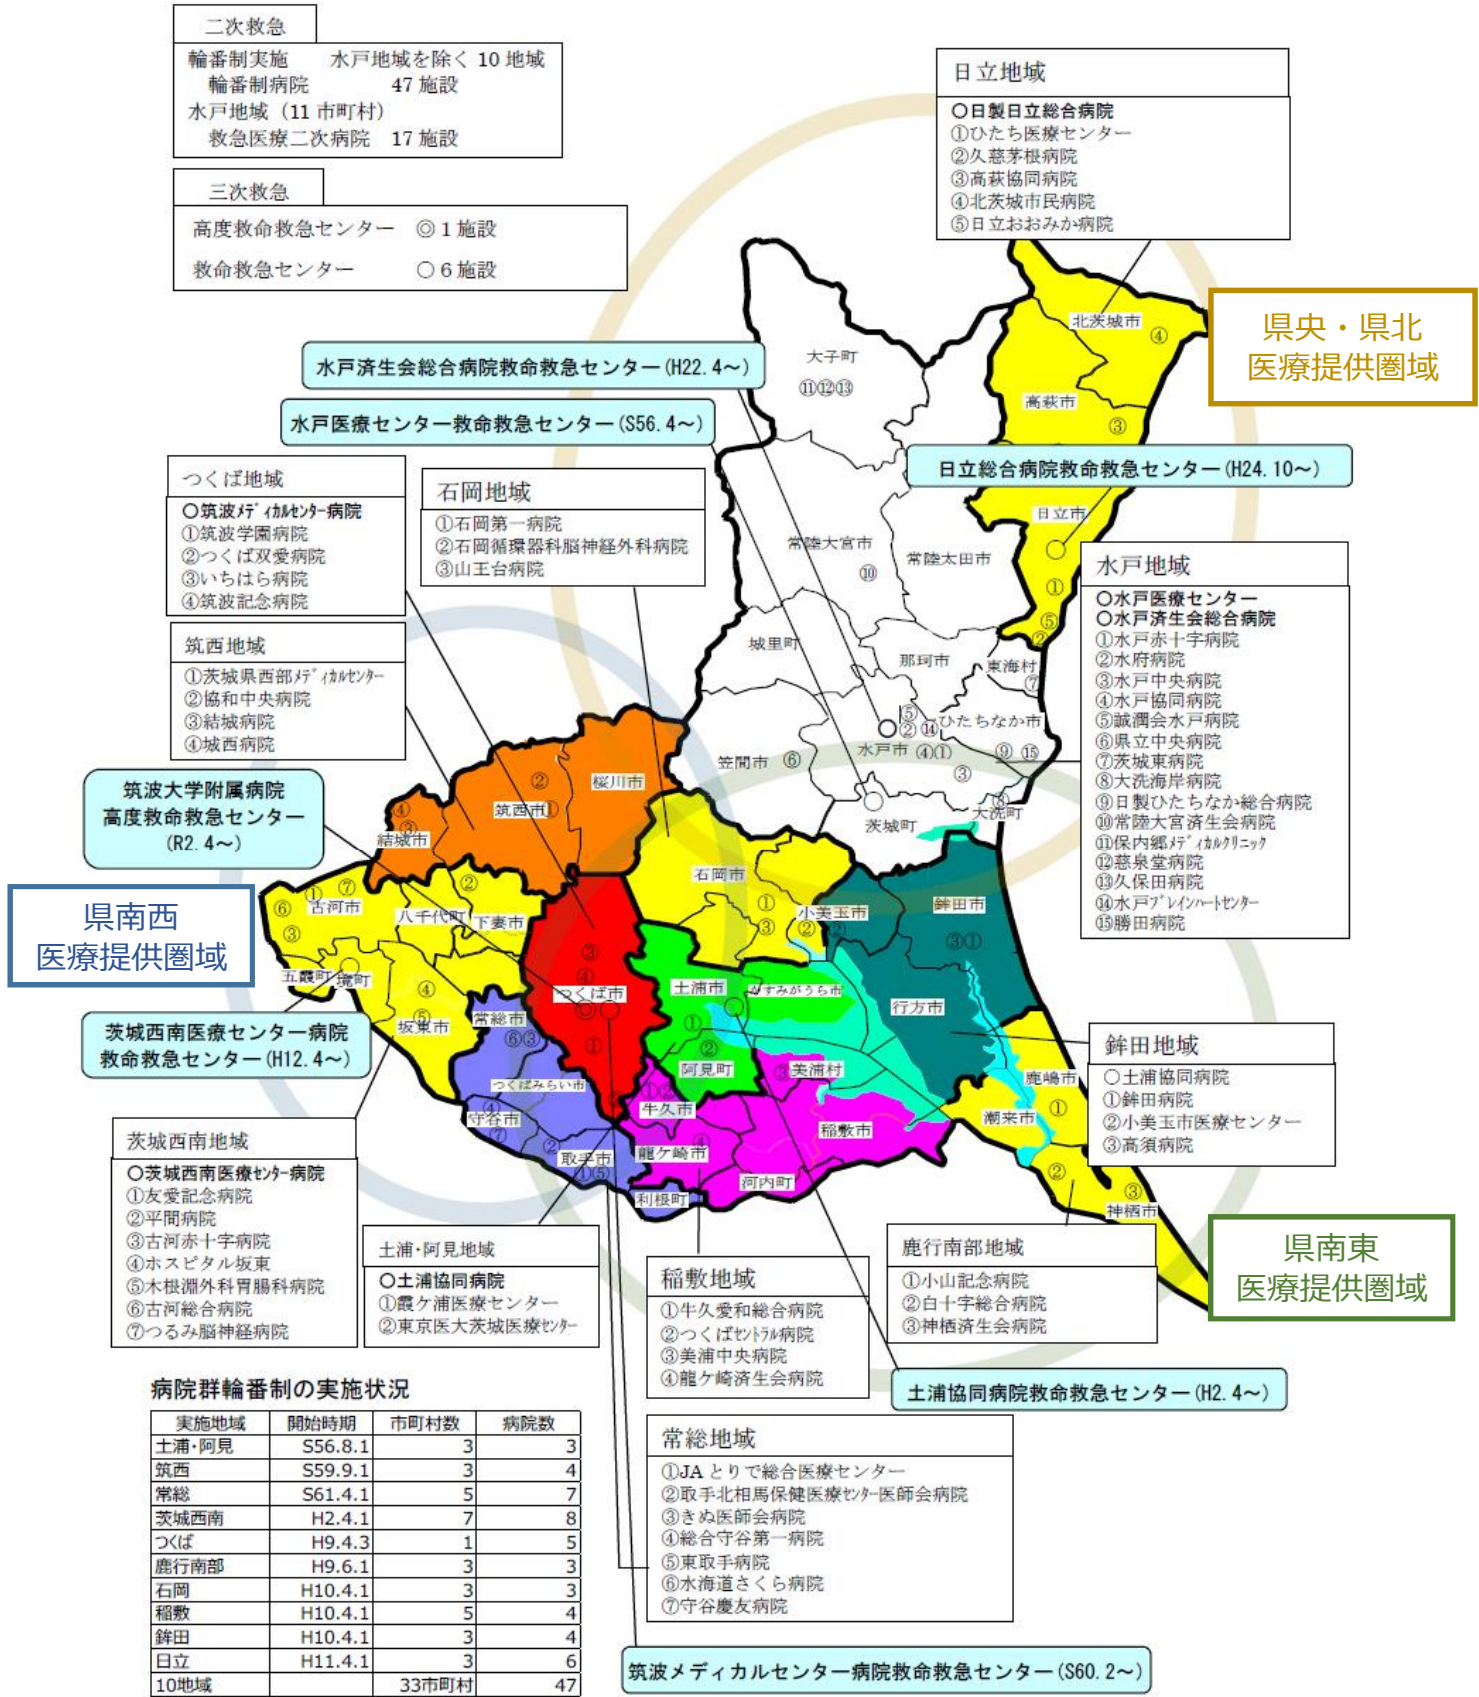 二次救急
輪番制実施　水戸地域を除く 10 地域
輪番制病院　47 施設
水戸地域（11 市町村）
救急医療二次病院　17 施設
三次救急
高度救命救急センター　◎ 1 施設
救命救急センター　○ 6 施設
日立地域
○日製日立総合病院
①ひたち医療センター
②久慈茅根病院
③高萩協同病院
④北茨城市民病院
⑤日立おおみか病院
県央・県北
医療提供圏域
水戸済生会総合病院救命救急センター(H22.4～)
水戸医療センター救命救急センター(S56.4～)
日立総合病院救命救急センター(H24.10～)
つくば地域
○筑波ﾒﾃﾞｨｶﾙｾﾝﾀｰ病院
①筑波学園病院
②つくば双愛病院
③いちはら病院
④筑波記念病院
石岡地域
①石岡第一病院
②石岡循環器科脳神経外科病院
③山王台病院
筑西地域
①茨城県西部ﾒﾃﾞｨｶﾙｾﾝﾀｰ
②協和中央病院
③結城病院
④城西病院
水戸地域
○水戸医療センター
○水戸済生会総合病院
①水戸赤十字病院
②水府病院
③水戸中央病院
④水戸協同病院
⑤誠潤会水戸病院
⑥県立中央病院
⑦茨城東病院
⑧大洗海岸病院
⑨日製ひたちなか総合病院
⑩常陸大宮済生会病院
⑪保内郷ﾒﾃﾞｨｶﾙｸﾘﾆｯｸ
⑫慈泉堂病院
⑬久保田病院
⑭水戸ﾌﾞﾚｲﾝﾊｰﾄｾﾝﾀｰ
⑮勝田病院
筑波大学附属病院
高度救命救急センター
(R2.4～)
県南西
医療提供圏域
茨城西南医療センター病院
救命救急センター(H12.4～)
北茨城市
④
大子町
⑪⑫⑬
高萩市
③
日立市
○
①
⑤
②
常陸大宮市
⑩
常陸太田市
城里町
那珂市
東海村
⑦
ひたちなか市
⑤
②⑭
○
水戸市
④①
⑨ ⑮
③
笠間市 ⑥
○
⑧
茨城町
大洗町
桜川市
②
筑西市①
④
③
結城市
石岡市
①
③
小美玉市
②
②
鉾田市
③①
① ⑦
⑥ 古河市
③
②
八千代町
下妻市
五霞町
○
境町
④
⑤
坂東市
③
④
つくば市
◎○
①
土浦市
○
①
②
かすみがうら市
行方市
常総市
⑥③
つくばみらい市
④
守谷市
⑦
②
取手市
①⑤
利根町
阿見町
③美浦村
①②
牛久市
④
龍ケ崎市
稲敷市
河内町
鹿嶋市
①
潮来市
②
③
神栖市
鉾田地域
○土浦協同病院
①鉾田病院
②小美玉市医療センター
③高須病院
茨城西南地域
○茨城西南医療ｾﾝﾀｰ病院
①友愛記念病院
②平間病院
③古河赤十字病院
④ホスピタル坂東
⑤木根淵外科胃腸科病院
⑥古河総合病院
⑦つるみ脳神経病院
土浦・阿見地域
○土浦協同病院
①霞ケ浦医療センター
②東京医大茨城医療ｾﾝﾀｰ
稲敷地域
①牛久愛和総合病院
②つくばｾﾝﾄﾗﾙ病院
③美浦中央病院
④龍ケ崎済生会病院
鹿行南部地域
①小山記念病院
②白十字総合病院
③神栖済生会病院
県南東
医療提供圏域
土浦協同病院救命救急センター(H2.4～)
常総地域
①JA とりで総合医療センター
②取手北相馬保健医療ｾﾝﾀｰ医師会病院
③きぬ医師会病院
④総合守谷第一病院
⑤東取手病院
⑥水海道さくら病院
⑦守谷慶友病院
筑波メディカルセンター病院救命救急センター(S60.2～)
病院群輪番制の実施状況
実施地域　開始時期　市町村数　病院数
土浦・阿見　S56.8.1　3　3
筑西　S59.9.1　3　4
常総　S61.4.1　5　7
茨城西南　H2.4.1　7　8
つくば　H9.4.3　1　5
鹿行南部　H9.6.1　3　3
石岡　H10.4.1　3　3
稲敷　H10.4.1　5　4
鉾田　H10.4.1　3　4
日立　H11.4.1　3　6
10地域　33市町村　47